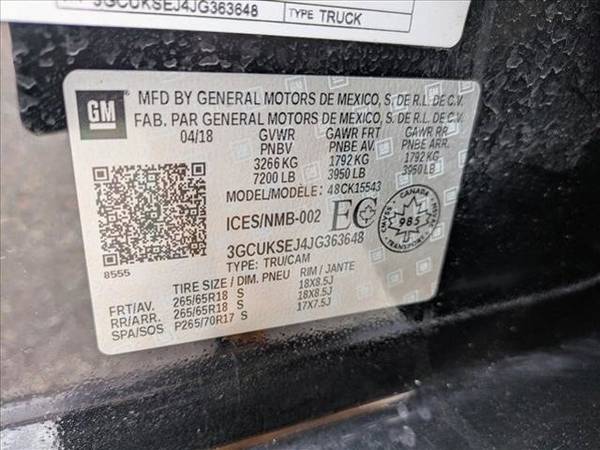 3GCUKSEJ4JG363648
TYPE TRUCK
GM
MFD BY GENERAL MOTORS DE MEXICO, S. DE R.L. DE C.V.
FAB. PAR GENERAL MOTORS DE MEXICO, S. DE R.L. DE C.V.
04/18 GVWR GAWR FRT GAWR RR
PNBV PNBE AV. PNBE ARR.
3266 KG 1792 KG 1792 KG
7200 LB 3950 LB 3950 LB
MODEL/MODÈLE: 48CK15543
ICES/NMB-002 EC
CANADA
985
3GCUKSEJ4JG363648
TYPE: TRU/CAM
8555
TIRE SIZE / DIM. PNEU RIM / JANTE
FRT/AV. 265/65R18 S 18X8.5J
RR/ARR. 265/65R18 S 18X8.5J
SPA/SOS P265/70R17 S 17X7.5J